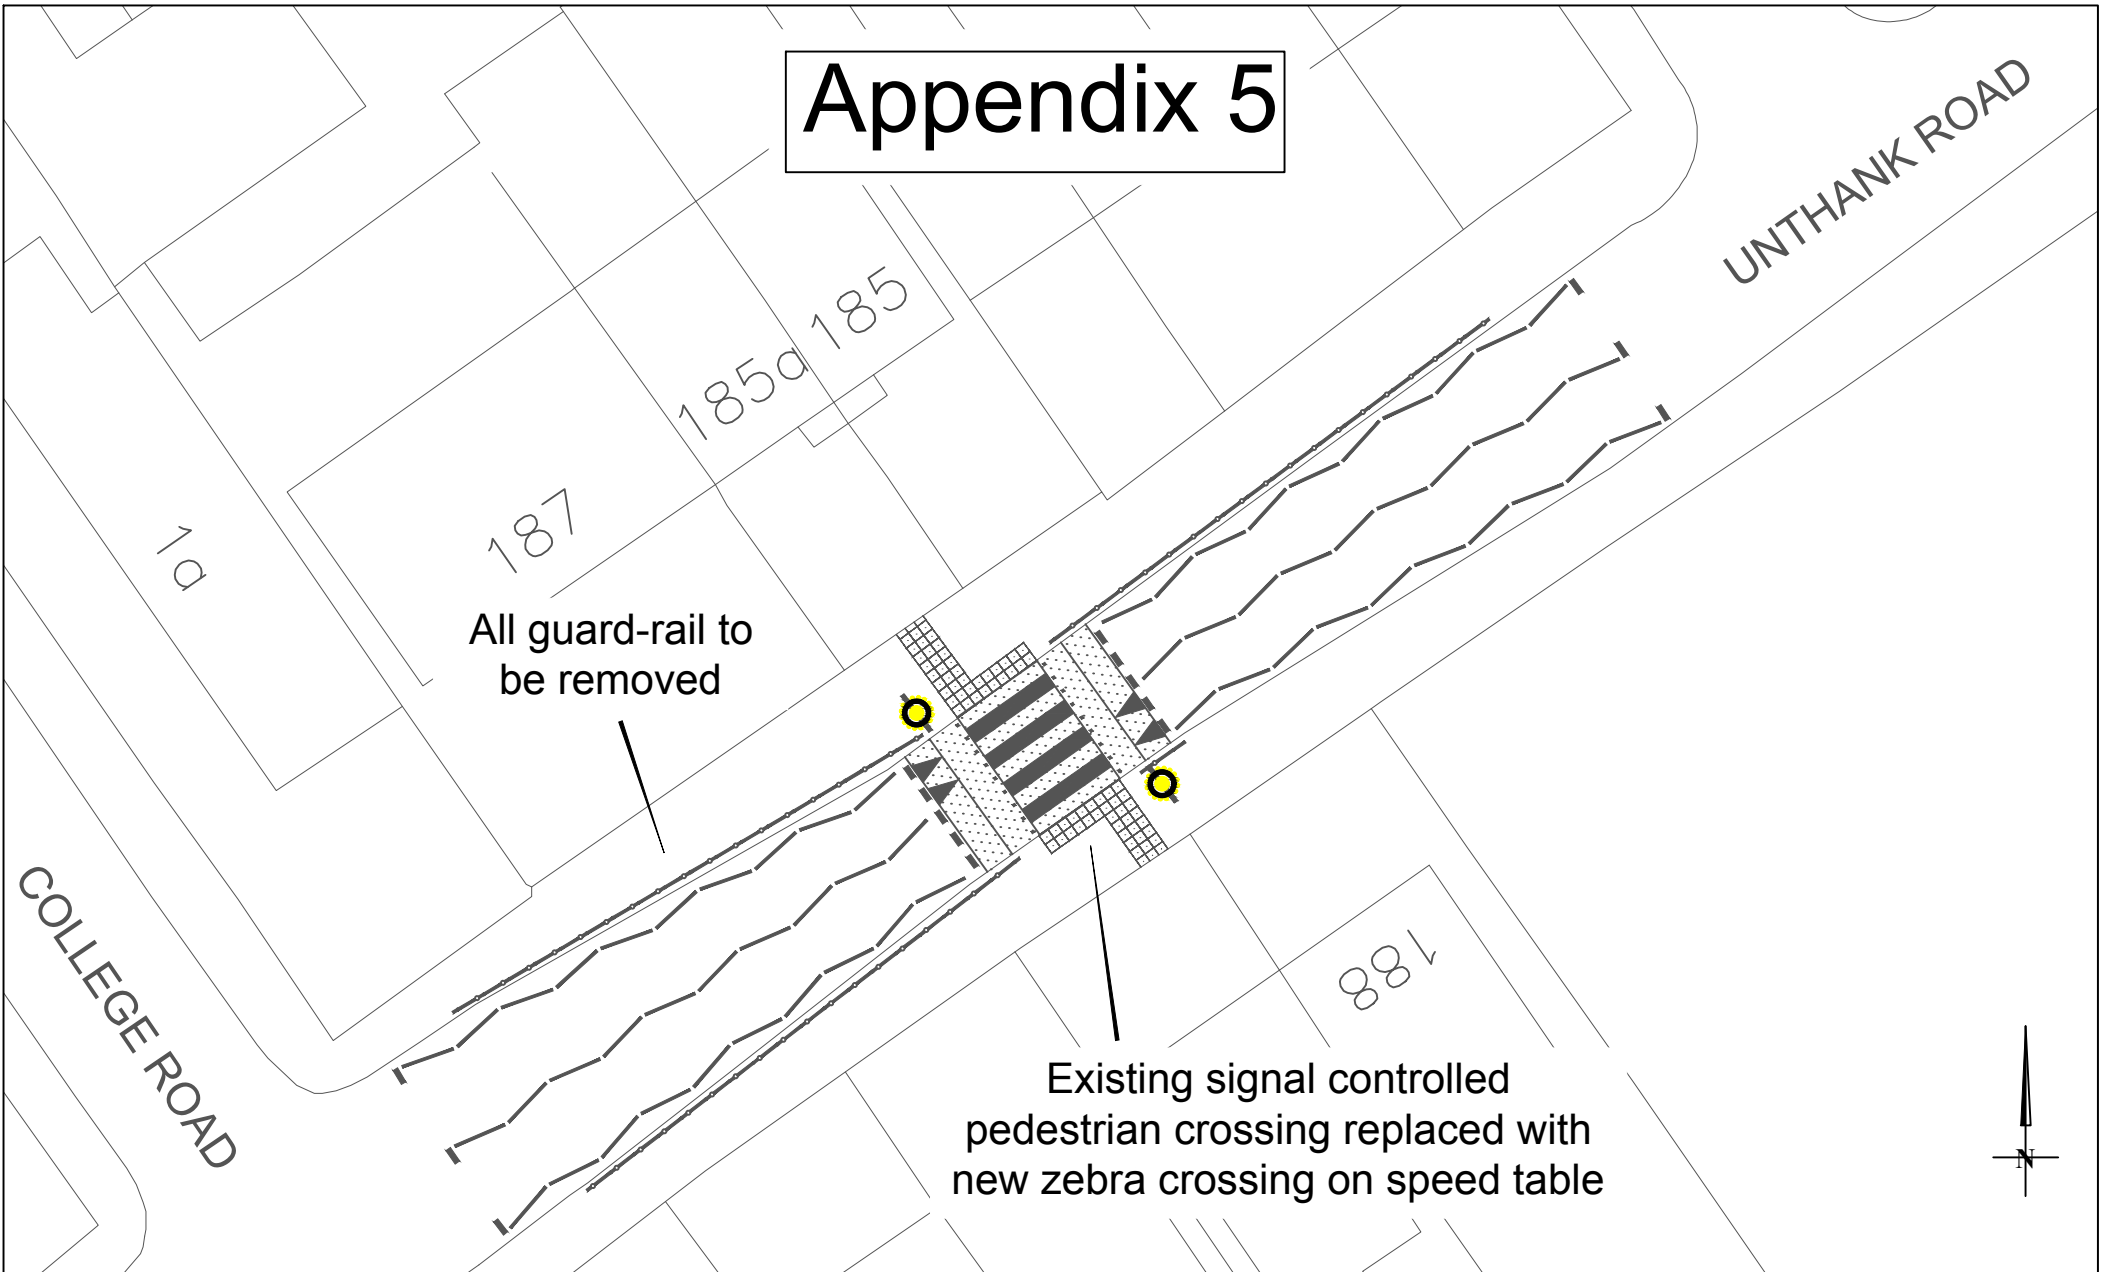 Appendix 5
UNTHANK ROAD
185
185a
187
1a
All guard-rail to
be removed
COLLEGE ROAD
188
Existing signal controlled
pedestrian crossing replaced with
new zebra crossing on speed table
N